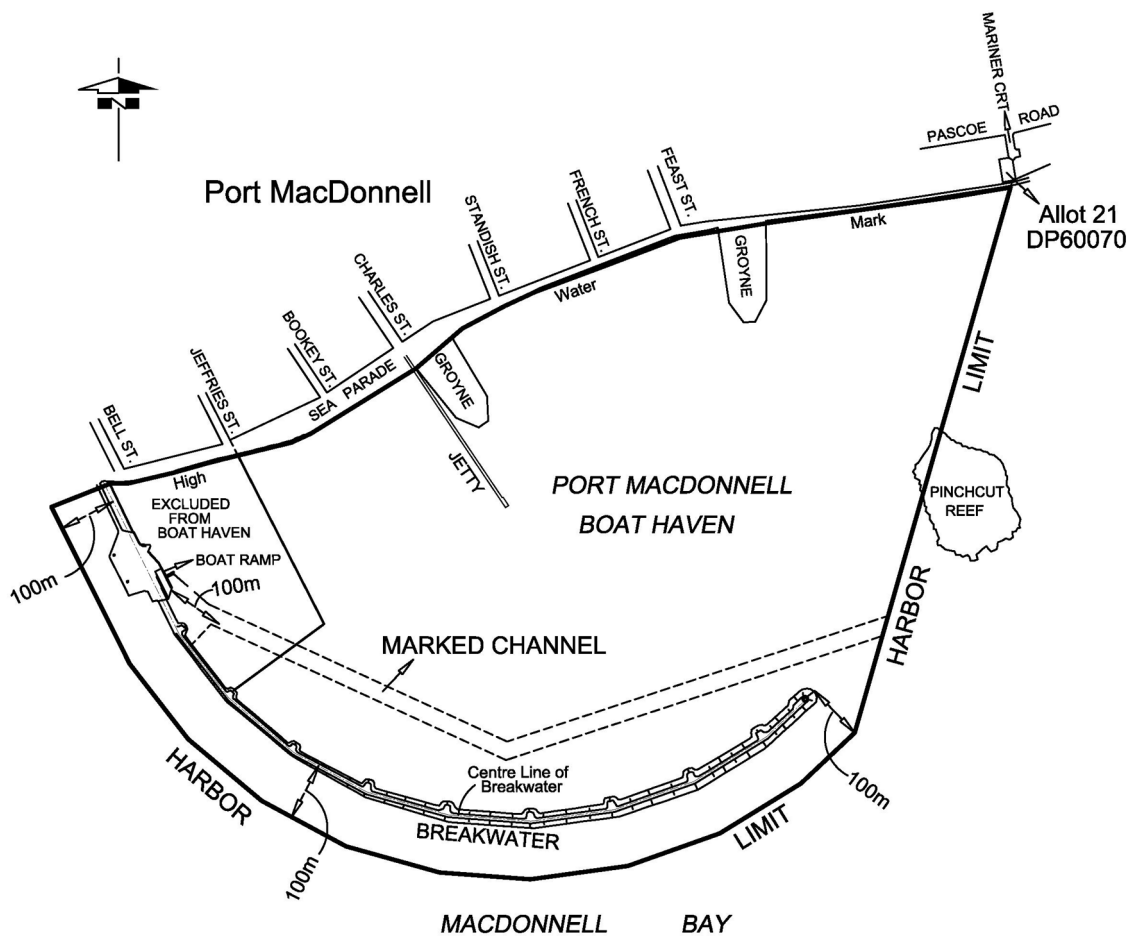 MARINER CRT
PASCOE ROAD
N
Port MacDonnell
Allot 21
DP60070
FEAST ST.
FRENCH ST.
STANDISH ST.
CHARLES ST.
BOOKEY ST.
JEFFRIES ST.
BELL ST.
SEA PARADE
High
Water
Mark
GROYNE
GROYNE
JETTY
LIMIT
HARBOR
PINCHCUT
REEF
PORT MACDONNELL
BOAT HAVEN
EXCLUDED
FROM
BOAT HAVEN
BOAT RAMP
100m
100m
MARKED CHANNEL
Centre Line of
Breakwater
BREAKWATER
100m
100m
HARBOR
LIMIT
MACDONNELL BAY